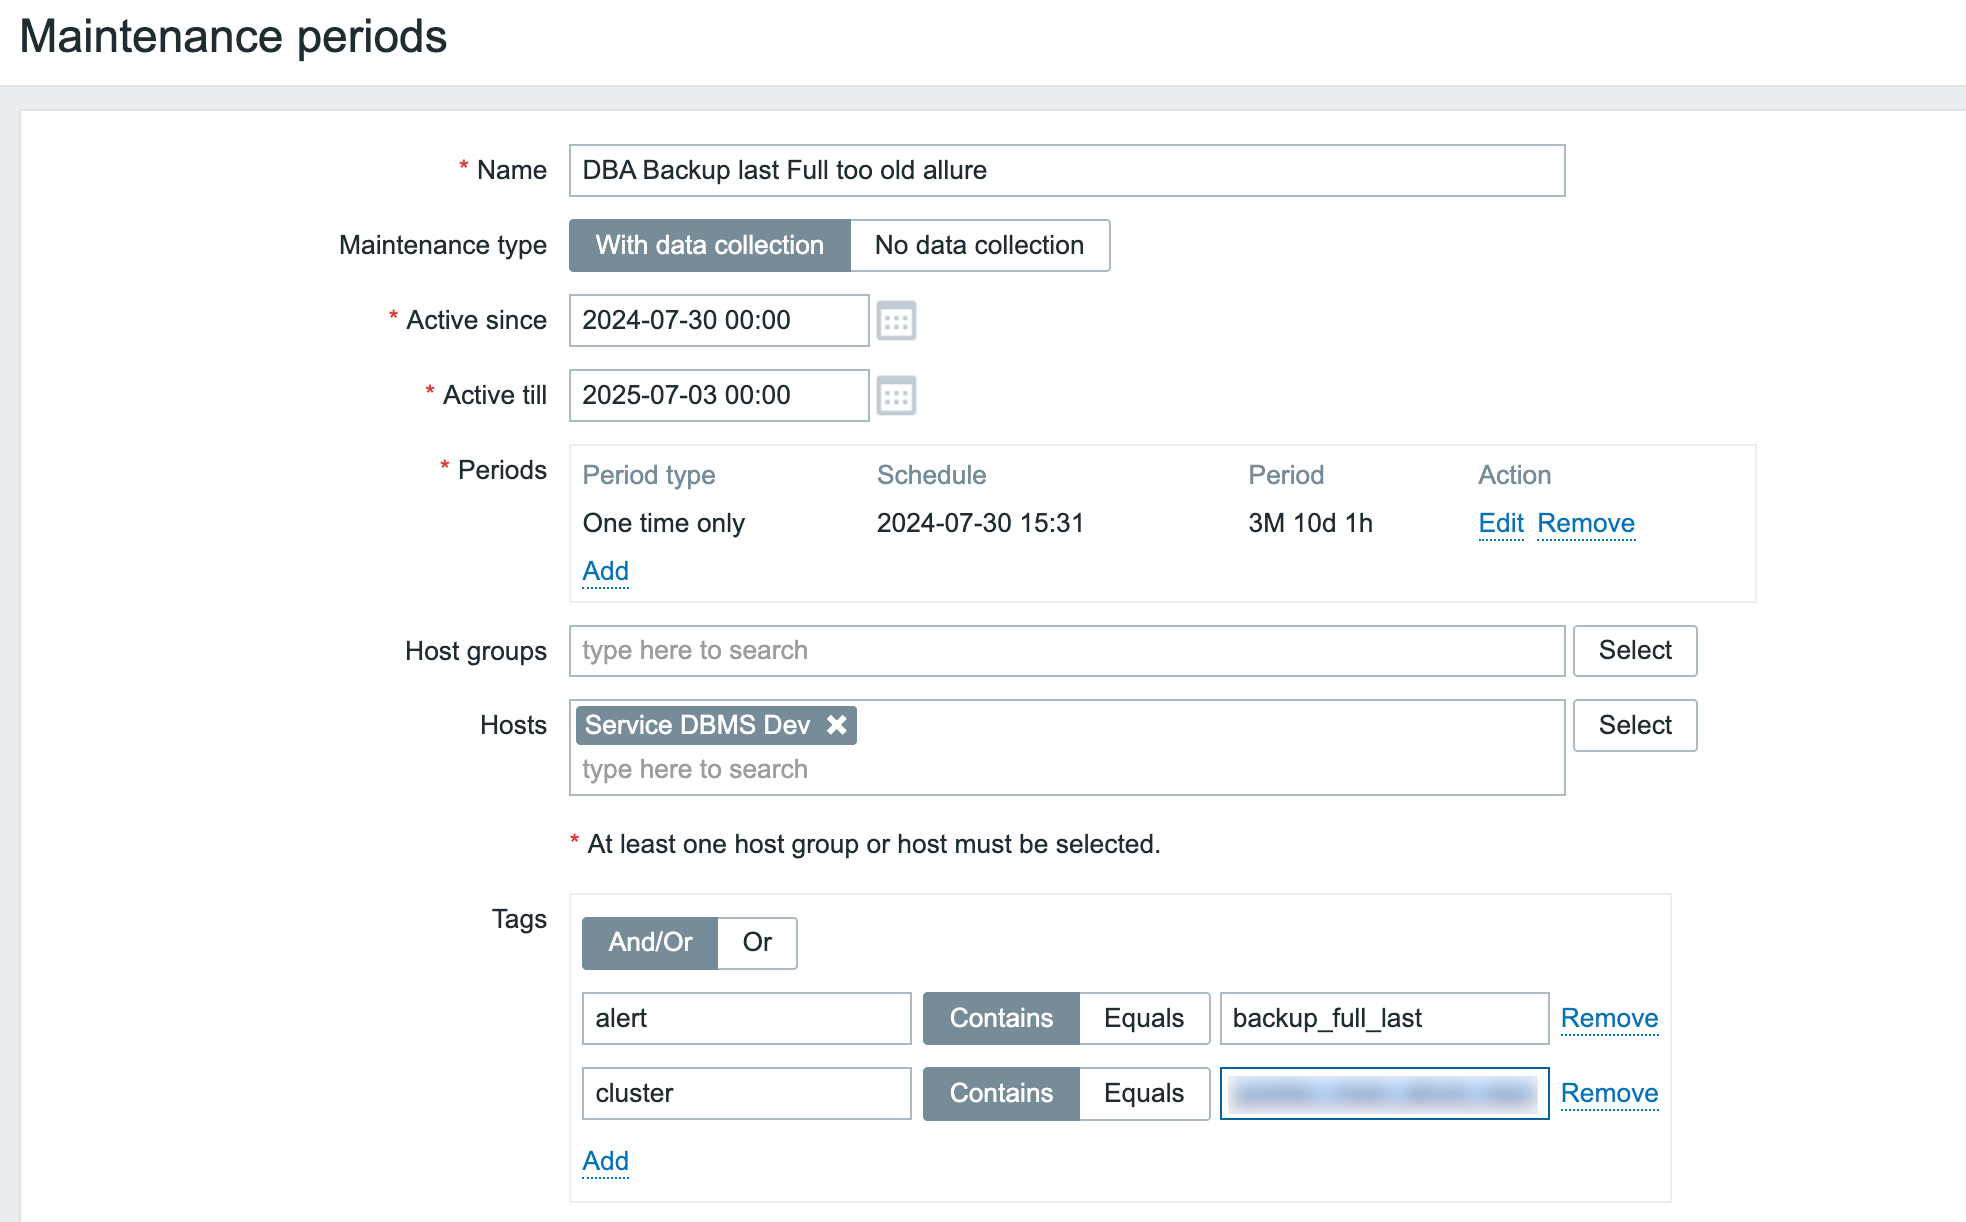 Maintenance periods
* Name DBA Backup last Full too old allure
Maintenance type With data collection No data collection
* Active since 2024-07-30 00:00
* Active till 2025-07-03 00:00
* Periods Period type Schedule Period Action
One time only 2024-07-30 15:31 3M 10d 1h Edit Remove
Add
Host groups type here to search Select
Hosts Service DBMS Dev Select
type here to search
* At least one host group or host must be selected.
Tags
And/Or Or
alert Contains Equals backup_full_last Remove
cluster Contains Equals Remove
Add